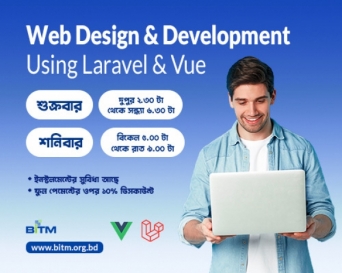 Web Design & Development
Using Laravel & Vue
শুক্রবার
দুপুর ২.৩০ টা
থেকে সন্ধ্যা ৬.৩০ টা
শনিবার
বিকেল ৫.০০ টা
থেকে রাত ৯.০০ টা
* ইনস্টলমেন্টের সুবিধা আছে
* ফুল পেমেন্টের ওপর ১০% ডিসকাউন্ট
BITM
www.bitm.org.bd